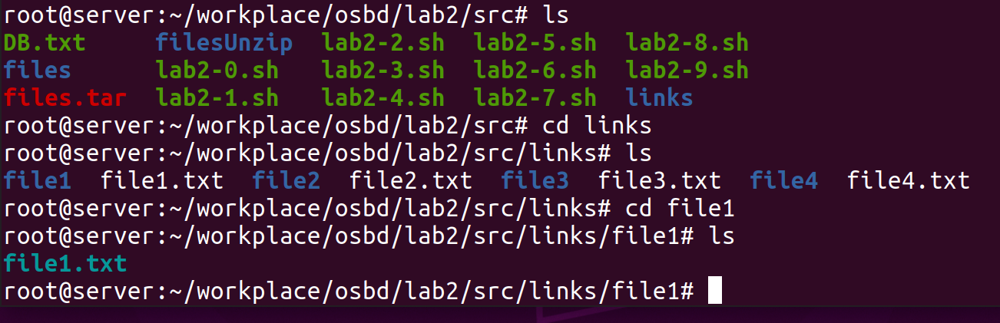 root@server:~/workplace/osbd/lab2/src# ls
DB.txt filesUnzip lab2-2.sh lab2-5.sh lab2-8.sh
files lab2-0.sh lab2-3.sh lab2-6.sh lab2-9.sh
files.tar lab2-1.sh lab2-4.sh lab2-7.sh links
root@server:~/workplace/osbd/lab2/src# cd links
root@server:~/workplace/osbd/lab2/src/links# ls
file1 file1.txt file2 file2.txt file3 file3.txt file4 file4.txt
root@server:~/workplace/osbd/lab2/src/links# cd file1
root@server:~/workplace/osbd/lab2/src/links/file1# ls
file1.txt
root@server:~/workplace/osbd/lab2/src/links/file1#